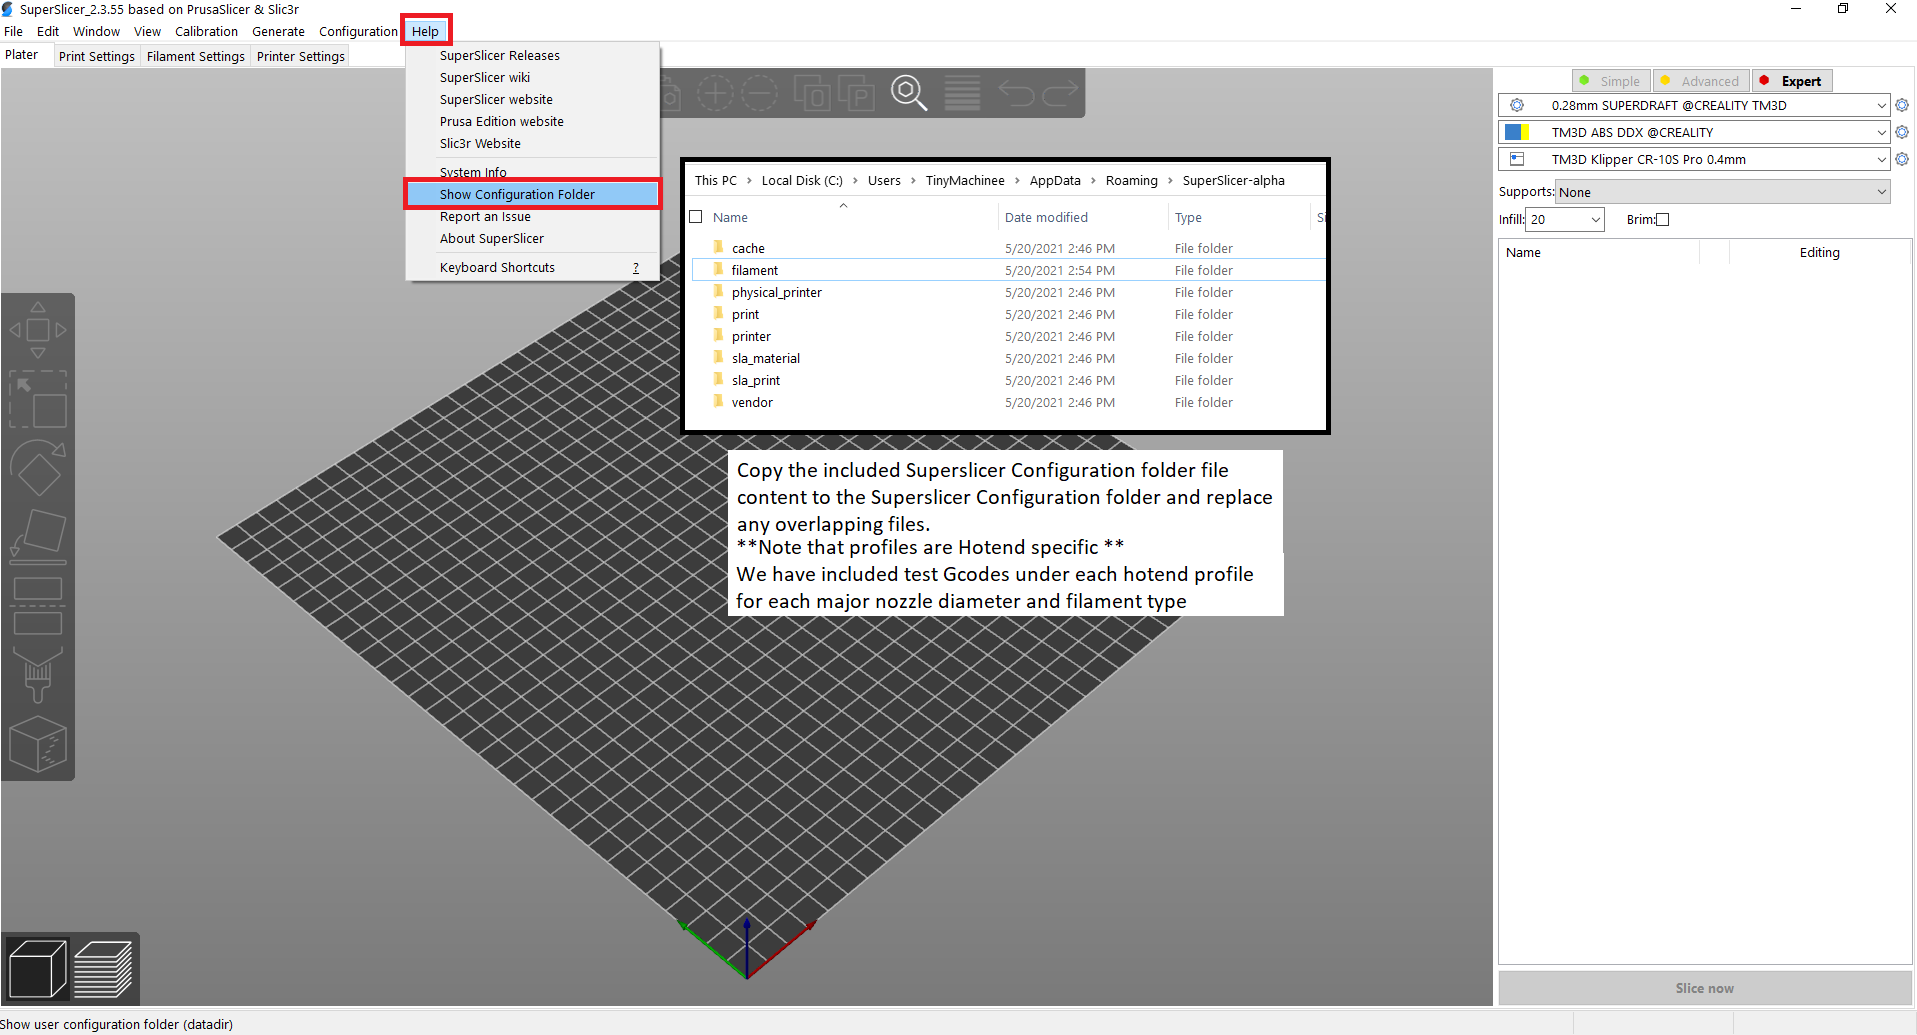 SuperSlicer_2.3.55 based on PrusaSlicer & Slic3r
File Edit Window View Calibration Generate Configuration Help
Plater Print Settings Filament Settings Printer Settings
SuperSlicer Releases
SuperSlicer wiki
SuperSlicer website
Prusa Edition website
Slic3r Website
System Info
Show Configuration Folder
Report an Issue
About SuperSlicer
Keyboard Shortcuts ?
This PC > Local Disk (C:) > Users > TinyMachinee > AppData > Roaming > SuperSlicer-alpha
Name Date modified Type Si
cache 5/20/2021 2:46 PM File folder
filament 5/20/2021 2:54 PM File folder
physical_printer 5/20/2021 2:46 PM File folder
print 5/20/2021 2:46 PM File folder
printer 5/20/2021 2:46 PM File folder
sla_material 5/20/2021 2:46 PM File folder
sla_print 5/20/2021 2:46 PM File folder
vendor 5/20/2021 2:46 PM File folder
Copy the included Superslicer Configuration folder file
content to the Superslicer Configuration folder and replace
any overlapping files.
**Note that profiles are Hotend specific **
We have included test Gcodes under each hotend profile
for each major nozzle diameter and filament type
Simple Advanced Expert
0.28mm SUPERDRAFT @CREALITY TM3D
TM3D ABS DDX @CREALITY
TM3D Klipper CR-10S Pro 0.4mm
Supports: None
Infill: 20 Brim:
Name Editing
Slice now
Show user configuration folder (datadir)